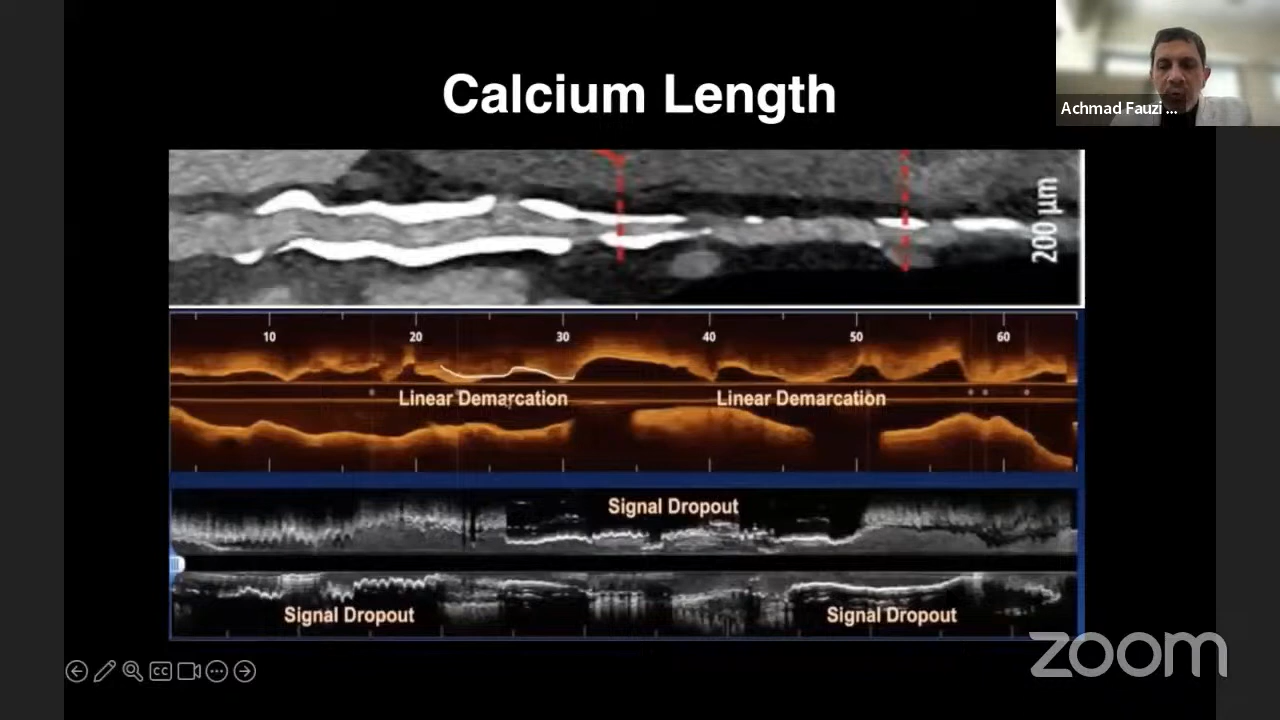 Calcium Length
Achmad Fauzi ...
200 µm
10 20 30 40 50 60
Linear Demarcation Linear Demarcation
Signal Dropout
Signal Dropout Signal Dropout
CC
zoom